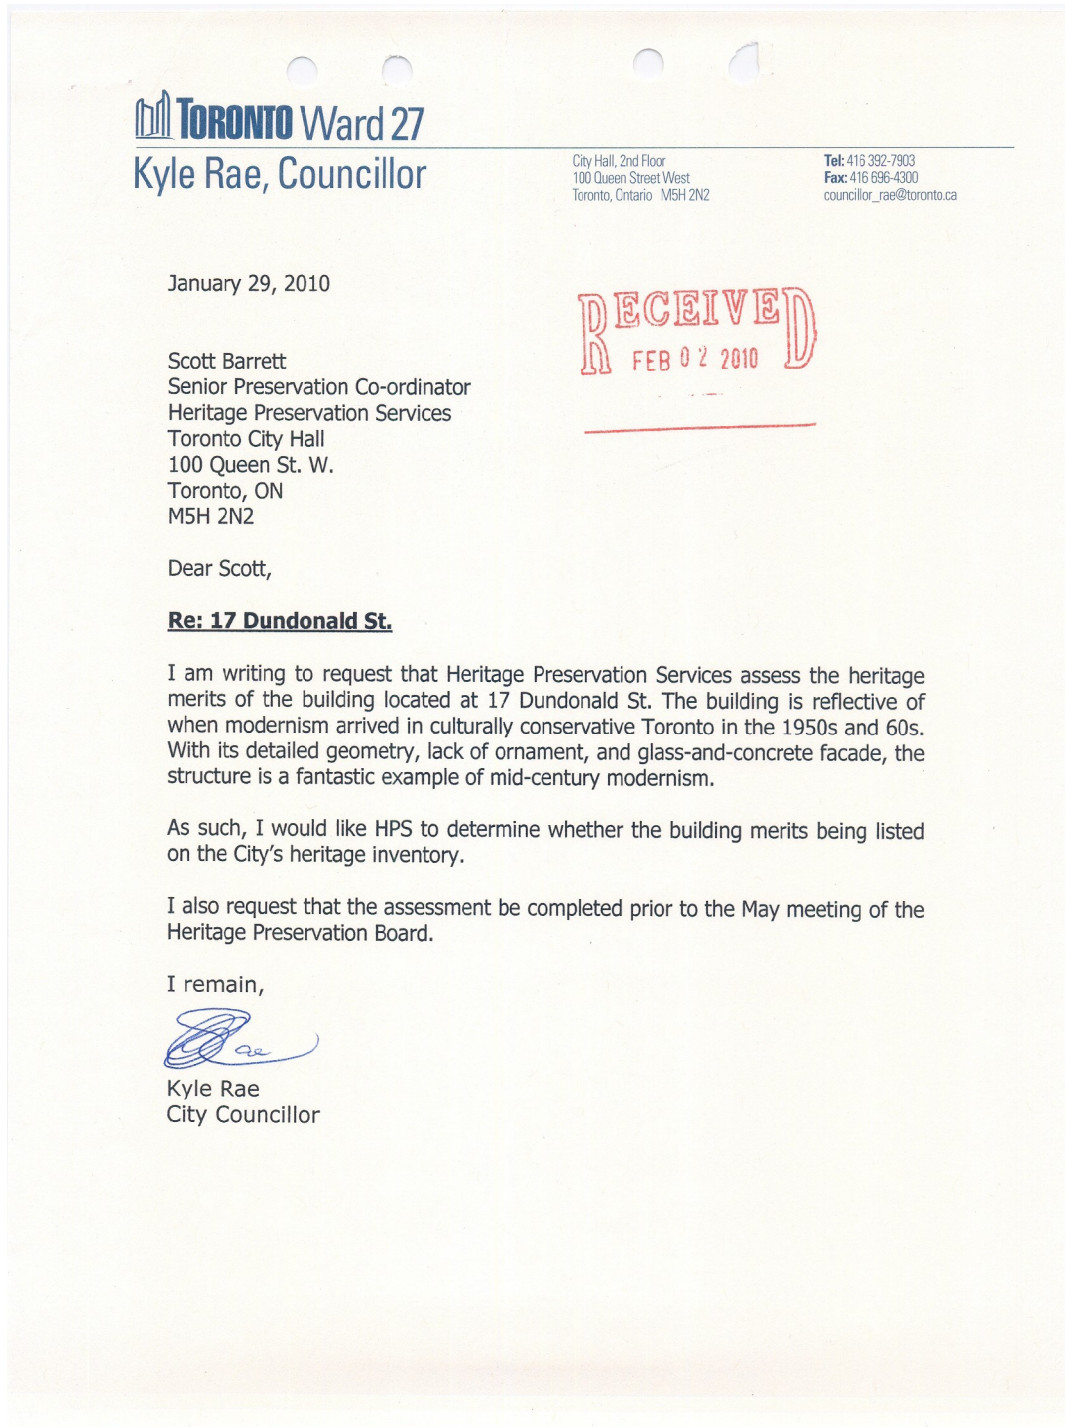 TORONTO Ward 27
Kyle Rae, Councillor
City Hall, 2nd Floor
100 Queen Street West
Toronto, Ontario M5H 2N2
Tel: 416 392-7903
Fax: 416 696-4300
councillor_rae@toronto.ca
January 29, 2010
RECEIVED
FEB 02 2010
Scott Barrett
Senior Preservation Co-ordinator
Heritage Preservation Services
Toronto City Hall
100 Queen St. W.
Toronto, ON
M5H 2N2
Dear Scott,
Re: 17 Dundonald St.
I am writing to request that Heritage Preservation Services assess the heritage
merits of the building located at 17 Dundonald St. The building is reflective of
when modernism arrived in culturally conservative Toronto in the 1950s and 60s.
With its detailed geometry, lack of ornament, and glass-and-concrete facade, the
structure is a fantastic example of mid-century modernism.
As such, I would like HPS to determine whether the building merits being listed
on the City's heritage inventory.
I also request that the assessment be completed prior to the May meeting of the
Heritage Preservation Board.
I remain,
Kyle Rae
City Councillor